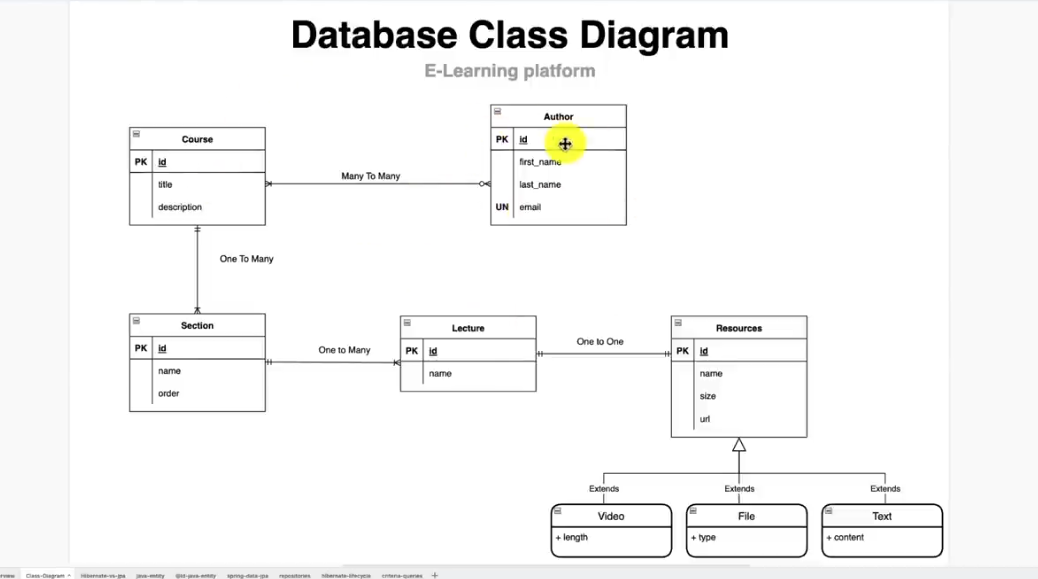 Database Class Diagram
E-Learning platform
Author
PK id
first_name
last_name
UN email
Course
PK id
title
description
Many To Many
One To Many
Section
PK id
name
order
One to Many
Lecture
PK id
name
One to One
Resources
PK id
name
size
url
Extends
Extends
Extends
Video
+ length
File
+ type
Text
+ content
Class-Diagram
hibernate-vs-jpa
java-entity
@id-java-entity
spring-data-jpa
repositories
hibernate-lifecycle
criteria-queries